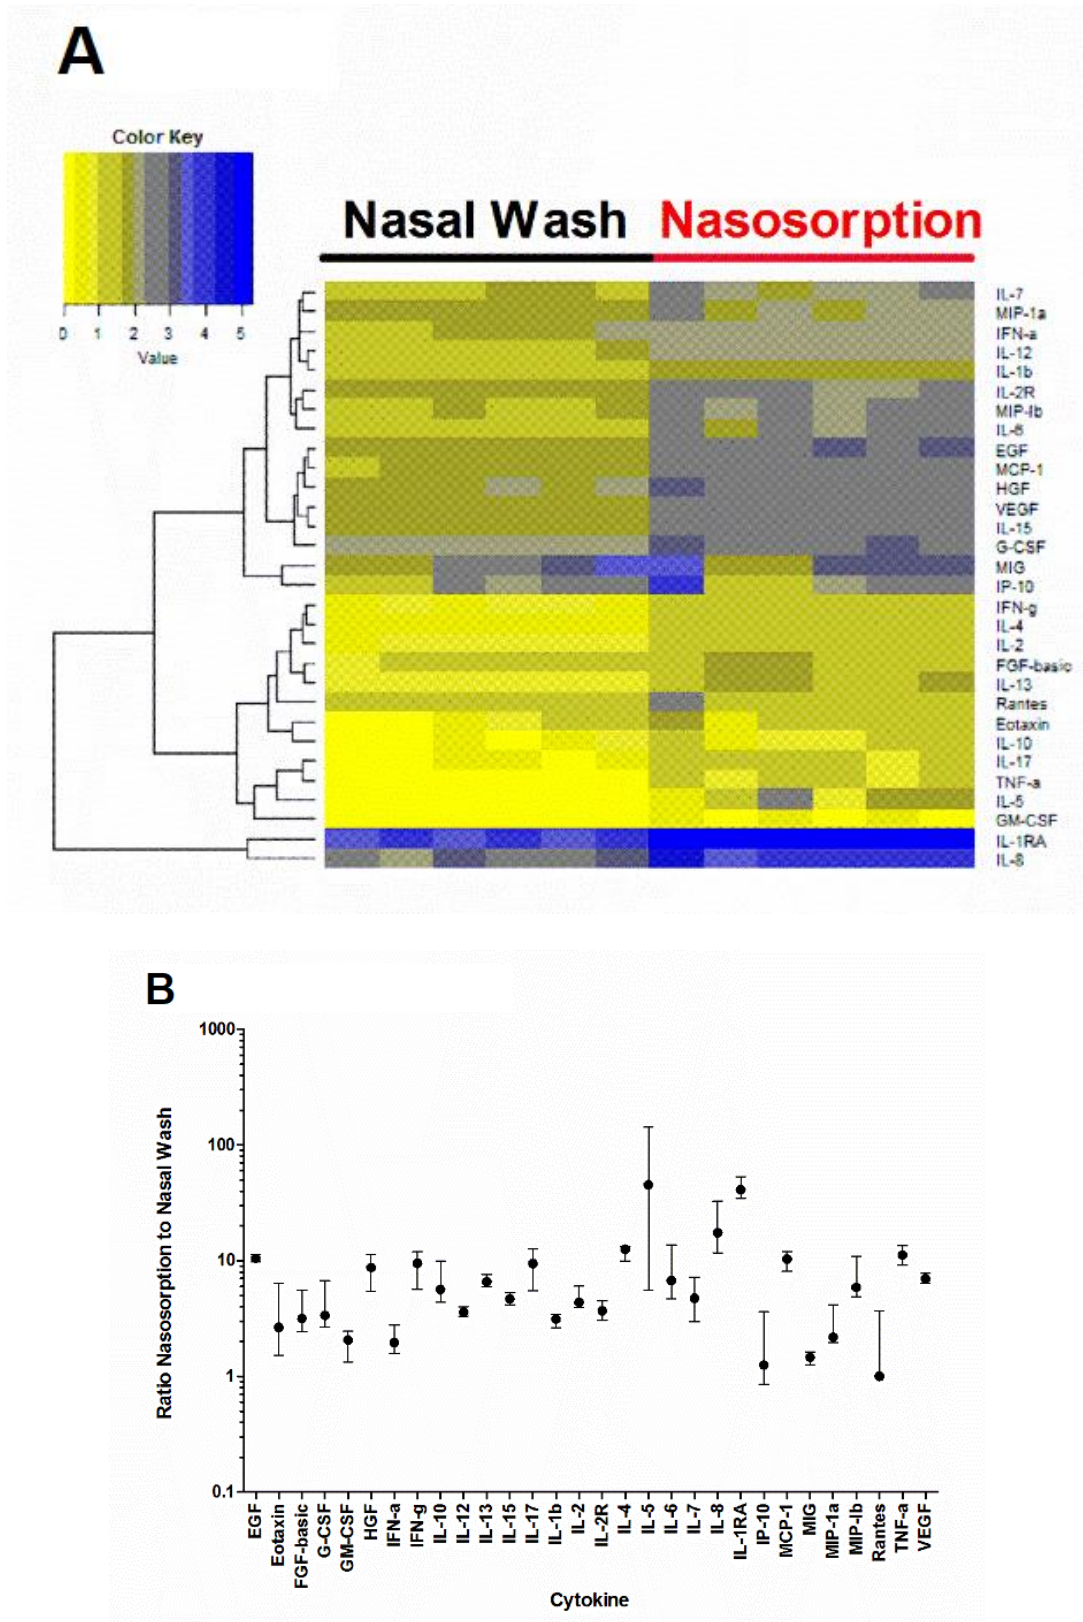 A
Color Key
0 1 2 3 4 5
Value
Nasal Wash Nasosorption
IL-7
MIP-1a
IFN-a
IL-12
IL-1b
IL-2R
MIP-Ib
IL-6
EGF
MCP-1
HGF
VEGF
IL-15
G-CSF
MIG
IP-10
IFN-g
IL-4
IL-2
FGF-basic
IL-13
Rantes
Eotaxin
IL-10
IL-17
TNF-a
IL-5
GM-CSF
IL-1RA
IL-8
B
Ratio Nasosorption to Nasal Wash
1000
100
10
1
0.1
EGF
Eotaxin
FGF-basic
G-CSF
GM-CSF
HGF
IFN-a
IFN-g
IL-10
IL-12
IL-13
IL-15
IL-17
IL-1b
IL-2
IL-2R
IL-4
IL-5
IL-6
IL-7
IL-8
IL-1RA
IP-10
MCP-1
MIG
MIP-1a
MIP-Ib
Rantes
TNF-a
VEGF
Cytokine